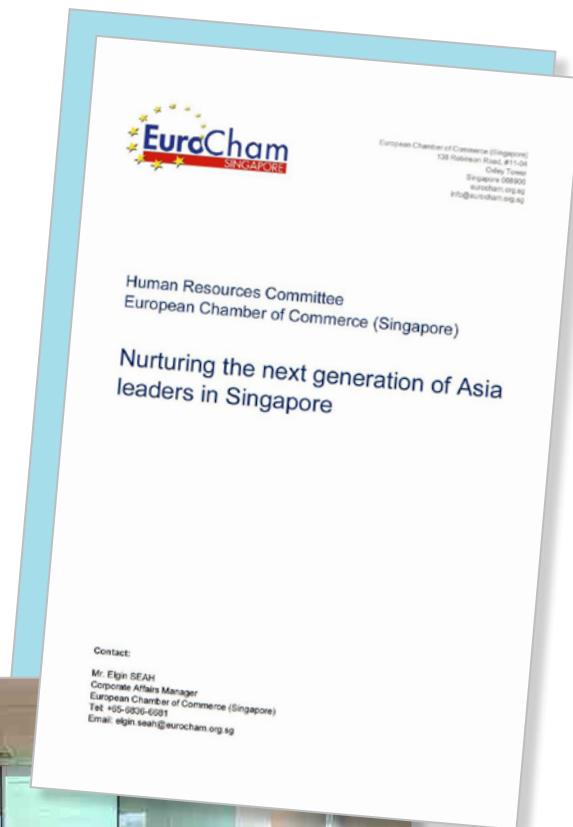 EuroCham
SINGAPORE
European Chamber of Commerce (Singapore)
138 Robinson Road, #11-04
Oxley Tower
Singapore 068906
eurocham.org.sg
info@eurocham.org.sg
Human Resources Committee
European Chamber of Commerce (Singapore)
Nurturing the next generation of Asia
leaders in Singapore
Contact:
Mr. Elgin SEAH
Corporate Affairs Manager
European Chamber of Commerce (Singapore)
Tel: +65-6836-6681
Email: elgin.seah@eurocham.org.sg